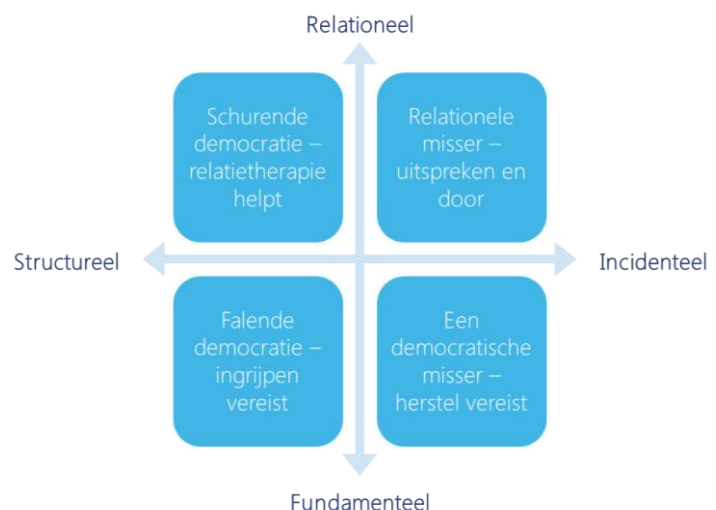 Relationeel
Schurende
democratie –
relatietherapie
helpt
Relationele
misser –
uitspreken en
door
Structureel
Incidenteel
Falende
democratie –
ingrijpen
vereist
Een
democratische
misser –
herstel vereist
Fundamenteel